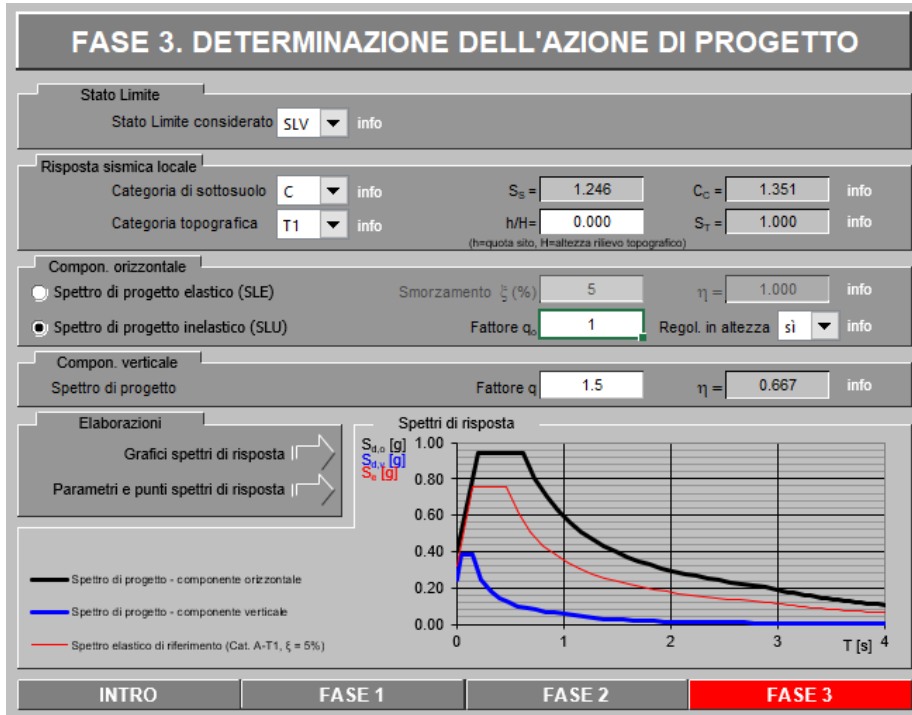 FASE 3. DETERMINAZIONE DELL'AZIONE DI PROGETTO
Stato Limite
Stato Limite considerato SLV info
Risposta sismica locale
Categoria di sottosuolo C info SS = 1.246 CC = 1.351 info
Categoria topografica T1 info h/H= 0.000 ST = 1.000 info
(h=quota sito, H=altezza rilievo topografico)
Compon. orizzontale
Spettro di progetto elastico (SLE) Smorzamento ξ (%) 5 η = 1.000 info
Spettro di progetto inelastico (SLU) Fattore qo 1 Regol. in altezza sì info
Compon. verticale
Spettro di progetto Fattore q 1.5 η = 0.667 info
Elaborazioni
Grafici spettri di risposta
Parametri e punti spettri di risposta
Spettri di risposta
Sd,o [g]
Sd,v [g]
Se [g]
1.00
0.80
0.60
0.40
0.20
0.00
0 1 2 3 T [s] 4
Spettro di progetto - componente orizzontale
Spettro di progetto - componente verticale
Spettro elastico di riferimento (Cat. A-T1, ξ = 5%)
INTRO FASE 1 FASE 2 FASE 3